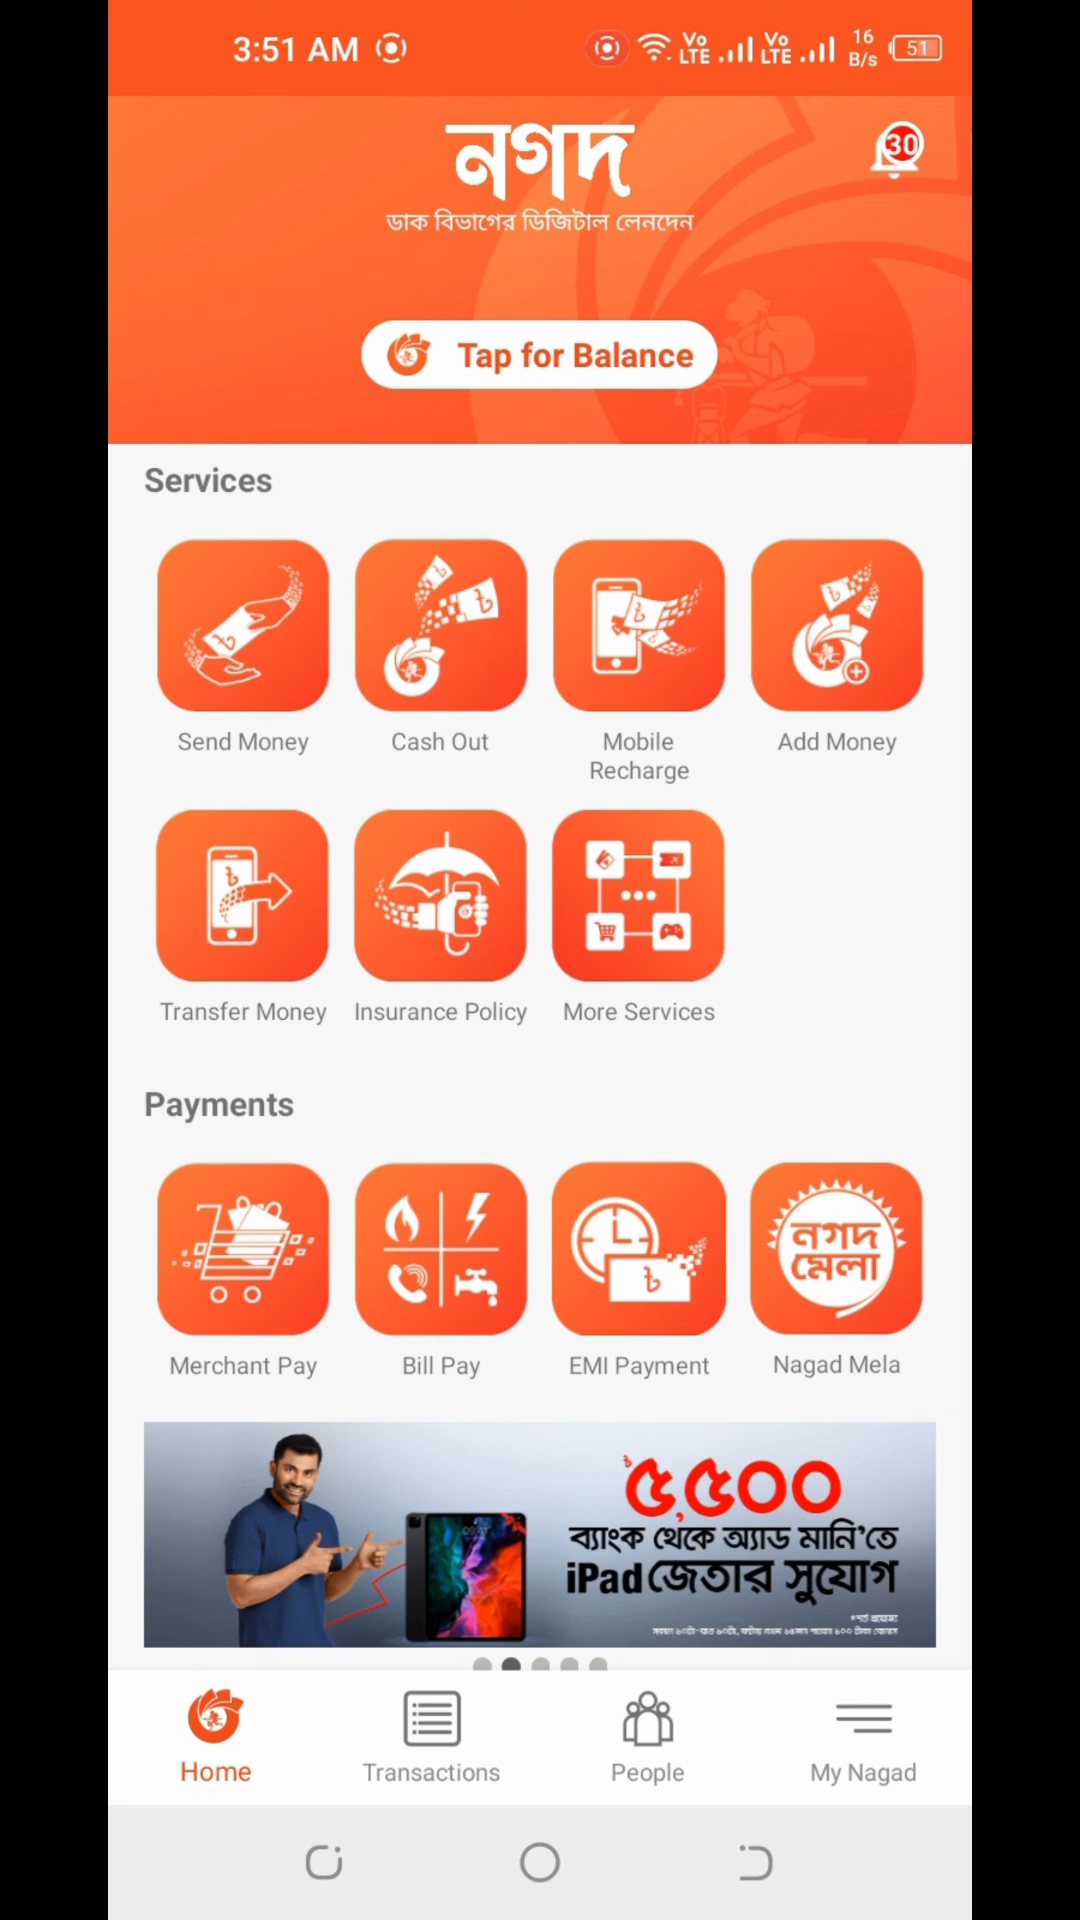 3:51 AM
Vo LTE Vo LTE 16 B/s 51
নগদ
30
ডাক বিভাগের ডিজিটাল লেনদেন
Tap for Balance
Services
Send Money
Cash Out
Mobile Recharge
Add Money
Transfer Money
Insurance Policy
More Services
Payments
নগদ
মেলা
Merchant Pay
Bill Pay
EMI Payment
Nagad Mela
৳৫,৫০০
ব্যাংক থেকে অ্যাড মানি'তে
iPad জেতার সুযোগ
*শর্ত প্রযোজ্য
Home
Transactions
People
My Nagad